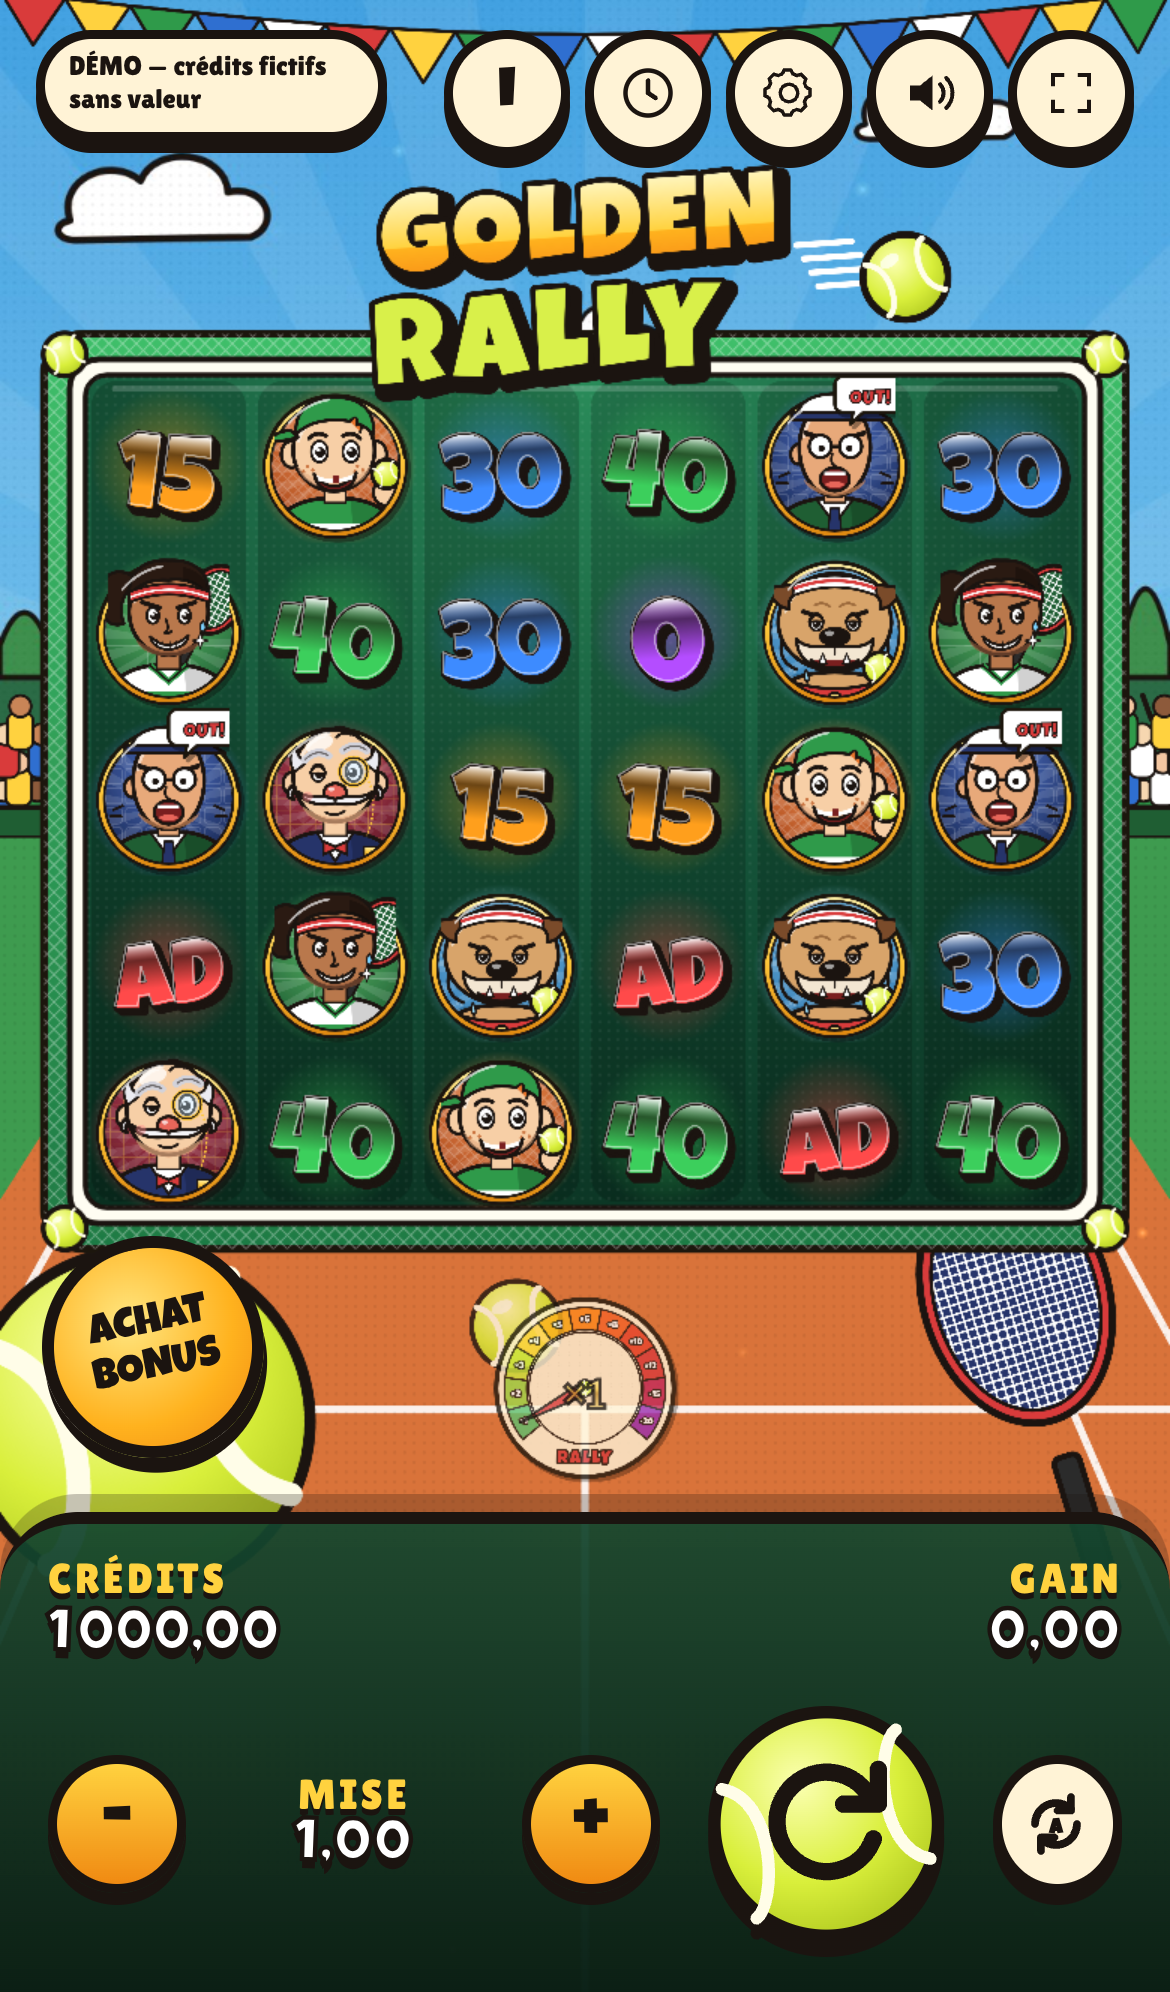 DÉMO – crédits fictifs
sans valeur
!
GOLDEN
RALLY
15 30 40 OUT! 30
40 30 0
OUT! 15 15 OUT!
AD AD 30
40 40 AD 40
ACHAT
BONUS
×1
RALLY
CRÉDITS
1000,00
GAIN
0,00
-
MISE
1,00
+
A